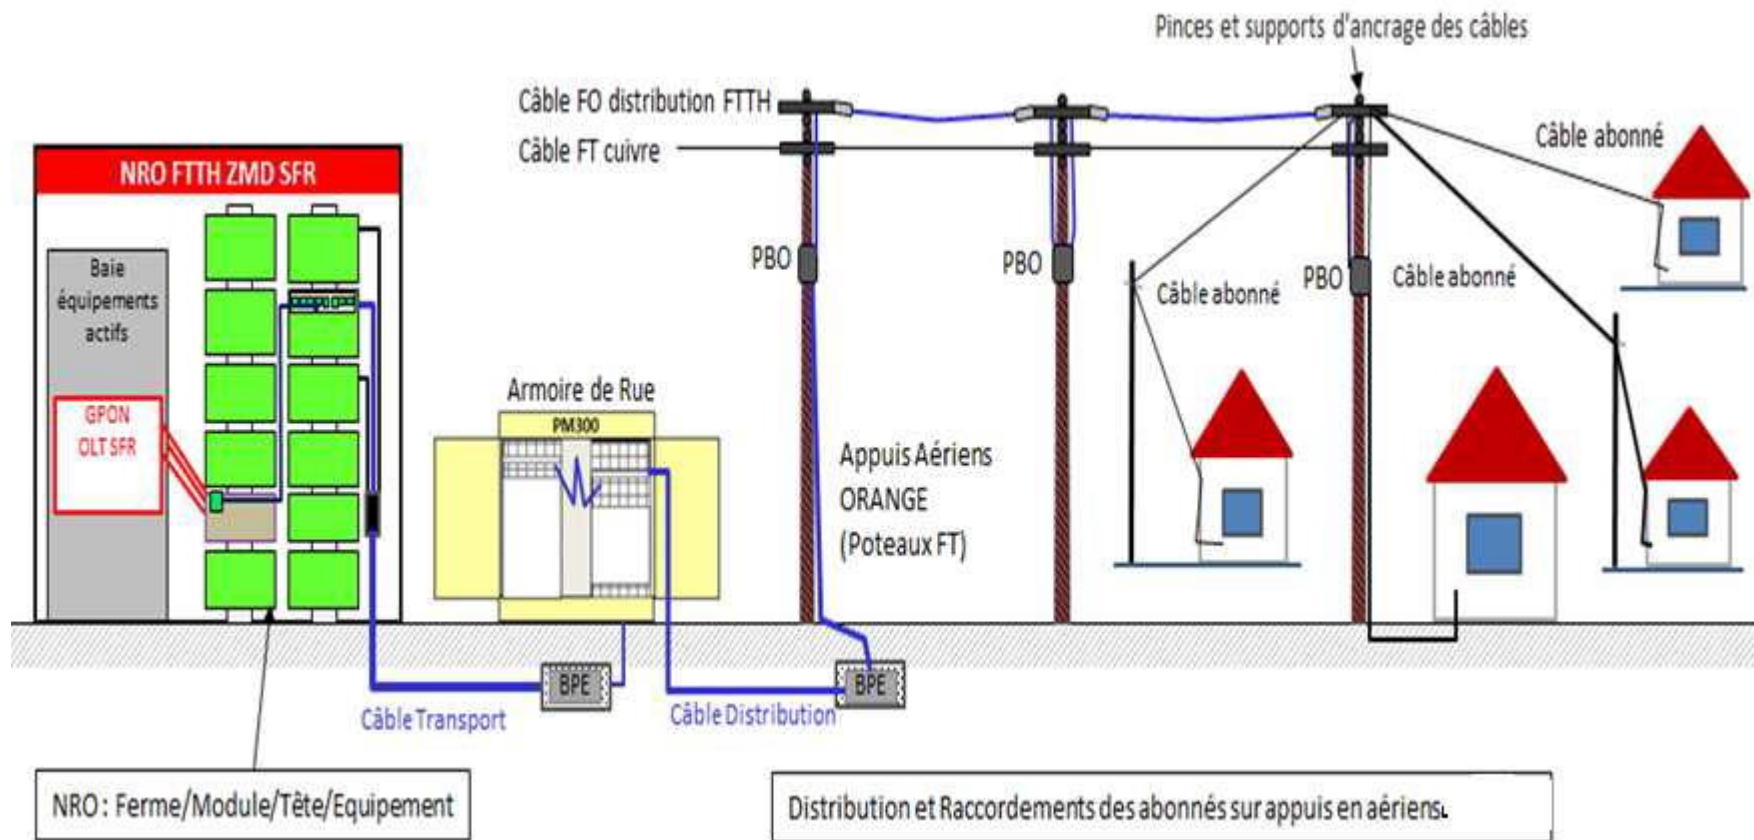 Pinces et supports d'ancrage des câbles
Câble FO distribution FTTH
Câble FT cuivre
Câble abonné
NRO FTTH ZMD SFR
Baie
équipements
actifs
PBO
PBO
Câble abonné
PBO
Câble abonné
GPON
OLT SFR
Armoire de Rue
PM300
Appuis Aériens
ORANGE
(Poteaux FT)
BPE
BPE
Câble Transport
Câble Distribution
NRO : Ferme/Module/Tête/Equipement
Distribution et Raccordements des abonnés sur appuis en aériens.